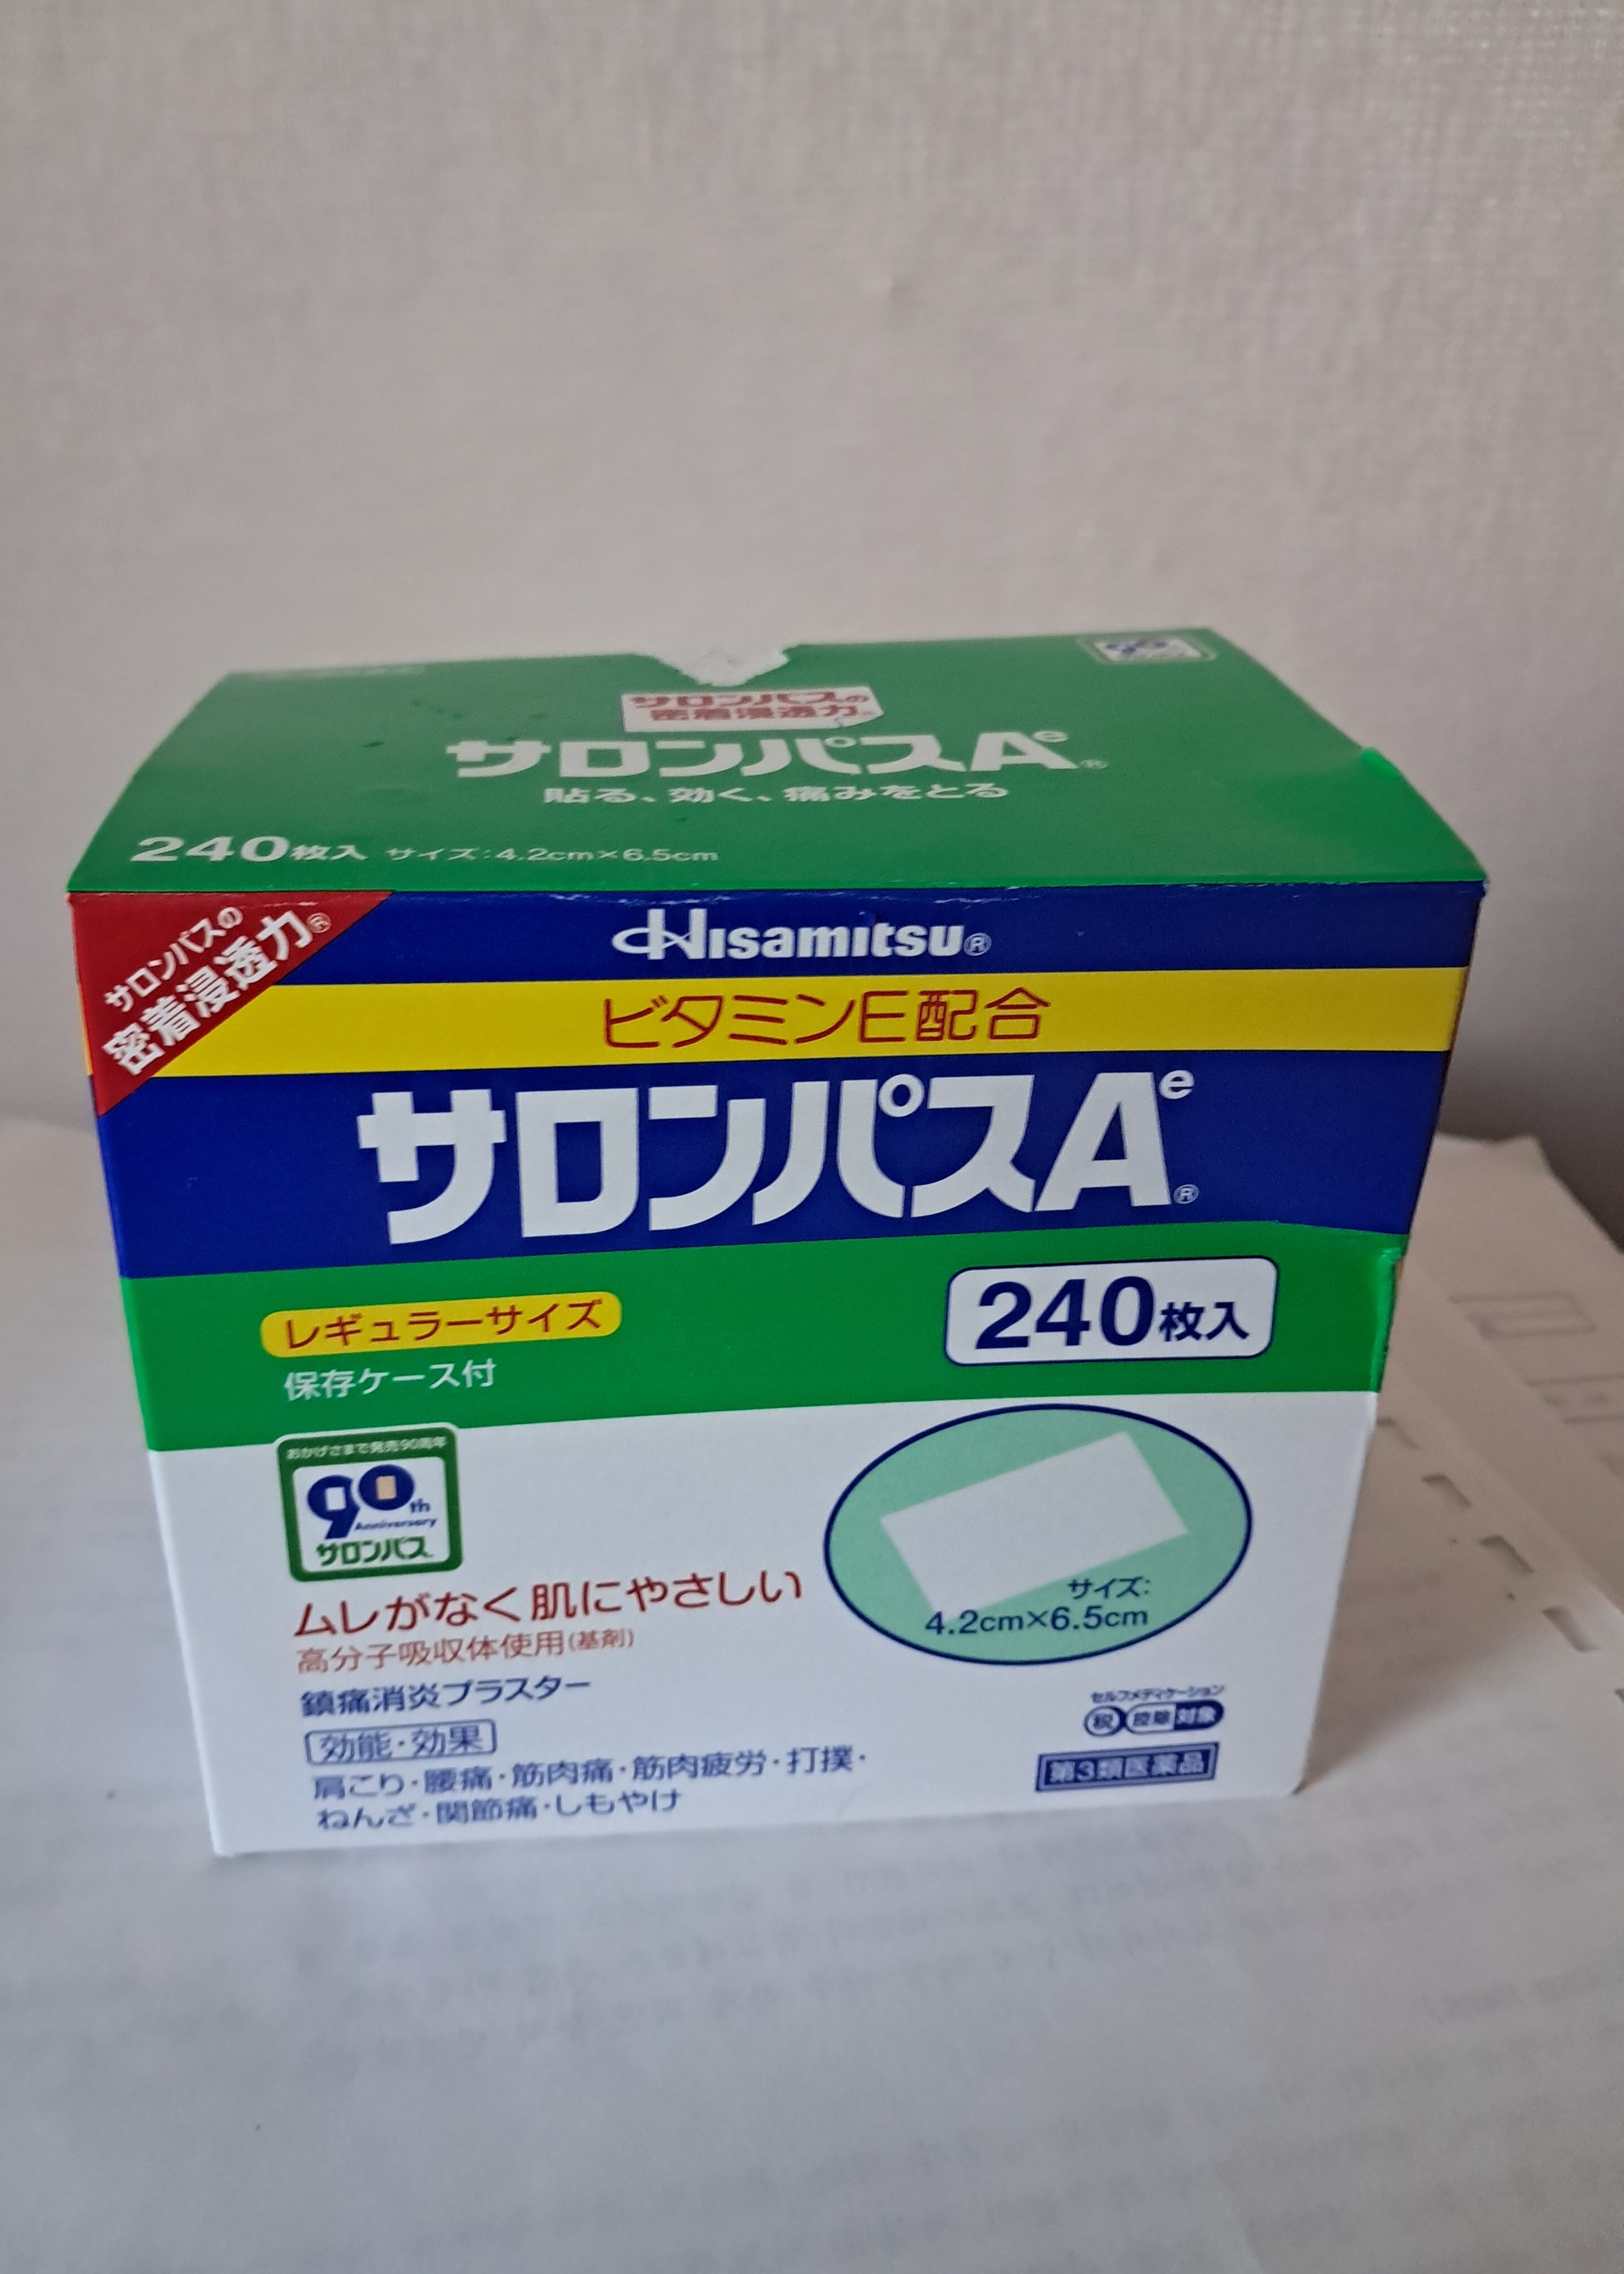 サロンパスの
密着浸透力
サロンパスAe®
貼る、効く、痛みをとる
240枚入 サイズ:4.2cm×6.5cm
サロンパスの
密着浸透力®
Hisamitsu®
ビタミンE配合
サロンパスAe®
レギュラーサイズ
240枚入
保存ケース付
おかげさまで発売90周年
90th
Anniversary
サロンパス
ムレがなく肌にやさしい
高分子吸収体使用(基剤)
サイズ:
4.2cm×6.5cm
鎮痛消炎プラスター
効能・効果
肩こり・腰痛・筋肉痛・筋肉疲労・打撲・
ねんざ・関節痛・しもやけ
セルフメディケーション
税 控除 対象
第3類医薬品